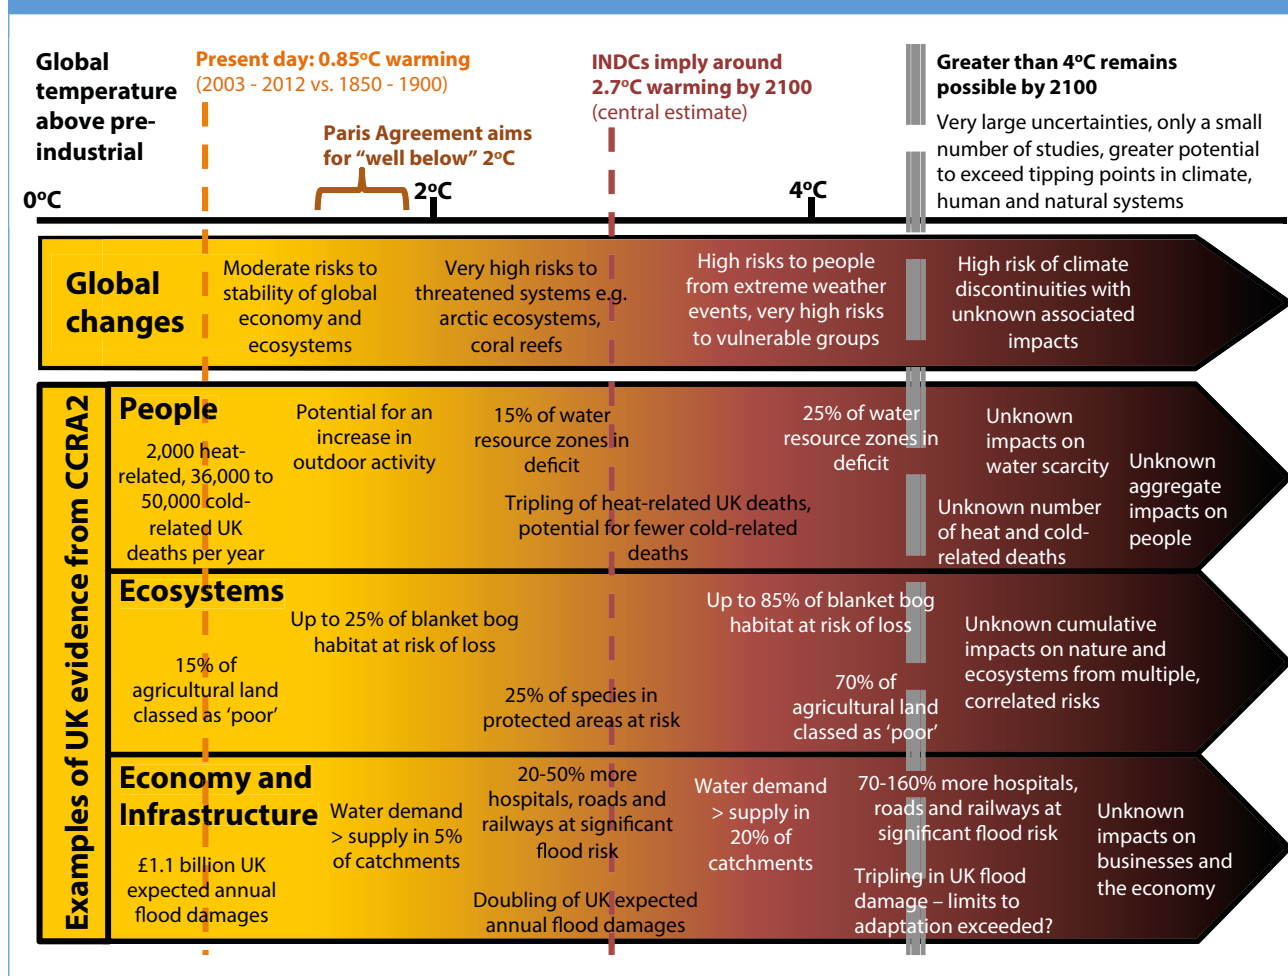 Global
temperature
above pre-
industrial
Present day: 0.85ºC warming
(2003 - 2012 vs. 1850 - 1900)
Paris Agreement aims
for “well below” 2ºC
INDCs imply around
2.7ºC warming by 2100
(central estimate)
Greater than 4ºC remains
possible by 2100
Very large uncertainties, only a small
number of studies, greater potential
to exceed tipping points in climate,
human and natural systems
0ºC
2ºC
4ºC
Global
changes
Moderate risks to
stability of global
economy and
ecosystems
Very high risks to
threatened systems e.g.
arctic ecosystems,
coral reefs
High risks to people
from extreme weather
events, very high risks
to vulnerable groups
High risk of climate
discontinuities with
unknown associated
impacts
Examples of UK evidence from CCRA2
People
2,000 heat-
related, 36,000 to
50,000 cold-
related UK
deaths per year
Potential for an
increase in
outdoor activity
15% of water
resource zones in
deficit
Tripling of heat-related UK deaths,
potential for fewer cold-related
deaths
25% of water
resource zones in
deficit
Unknown
impacts on
water scarcity
Unknown number
of heat and cold-
related deaths
Unknown
aggregate
impacts on
people
Ecosystems
15% of
agricultural land
classed as ‘poor’
Up to 25% of blanket bog
habitat at risk of loss
25% of species in
protected areas at risk
Up to 85% of blanket bog
habitat at risk of loss
70% of
agricultural land
classed as ‘poor’
Unknown cumulative
impacts on nature and
ecosystems from multiple,
correlated risks
Economy and
Infrastructure
£1.1 billion UK
expected annual
flood damages
Water demand
> supply in 5%
of catchments
20-50% more
hospitals, roads and
railways at significant
flood risk
Doubling of UK expected
annual flood damages
Water demand
> supply in
20% of
catchments
70-160% more hospitals,
roads and railways at
significant flood risk
Tripling in UK flood
damage – limits to
adaptation exceeded?
Unknown
impacts on
businesses and
the economy